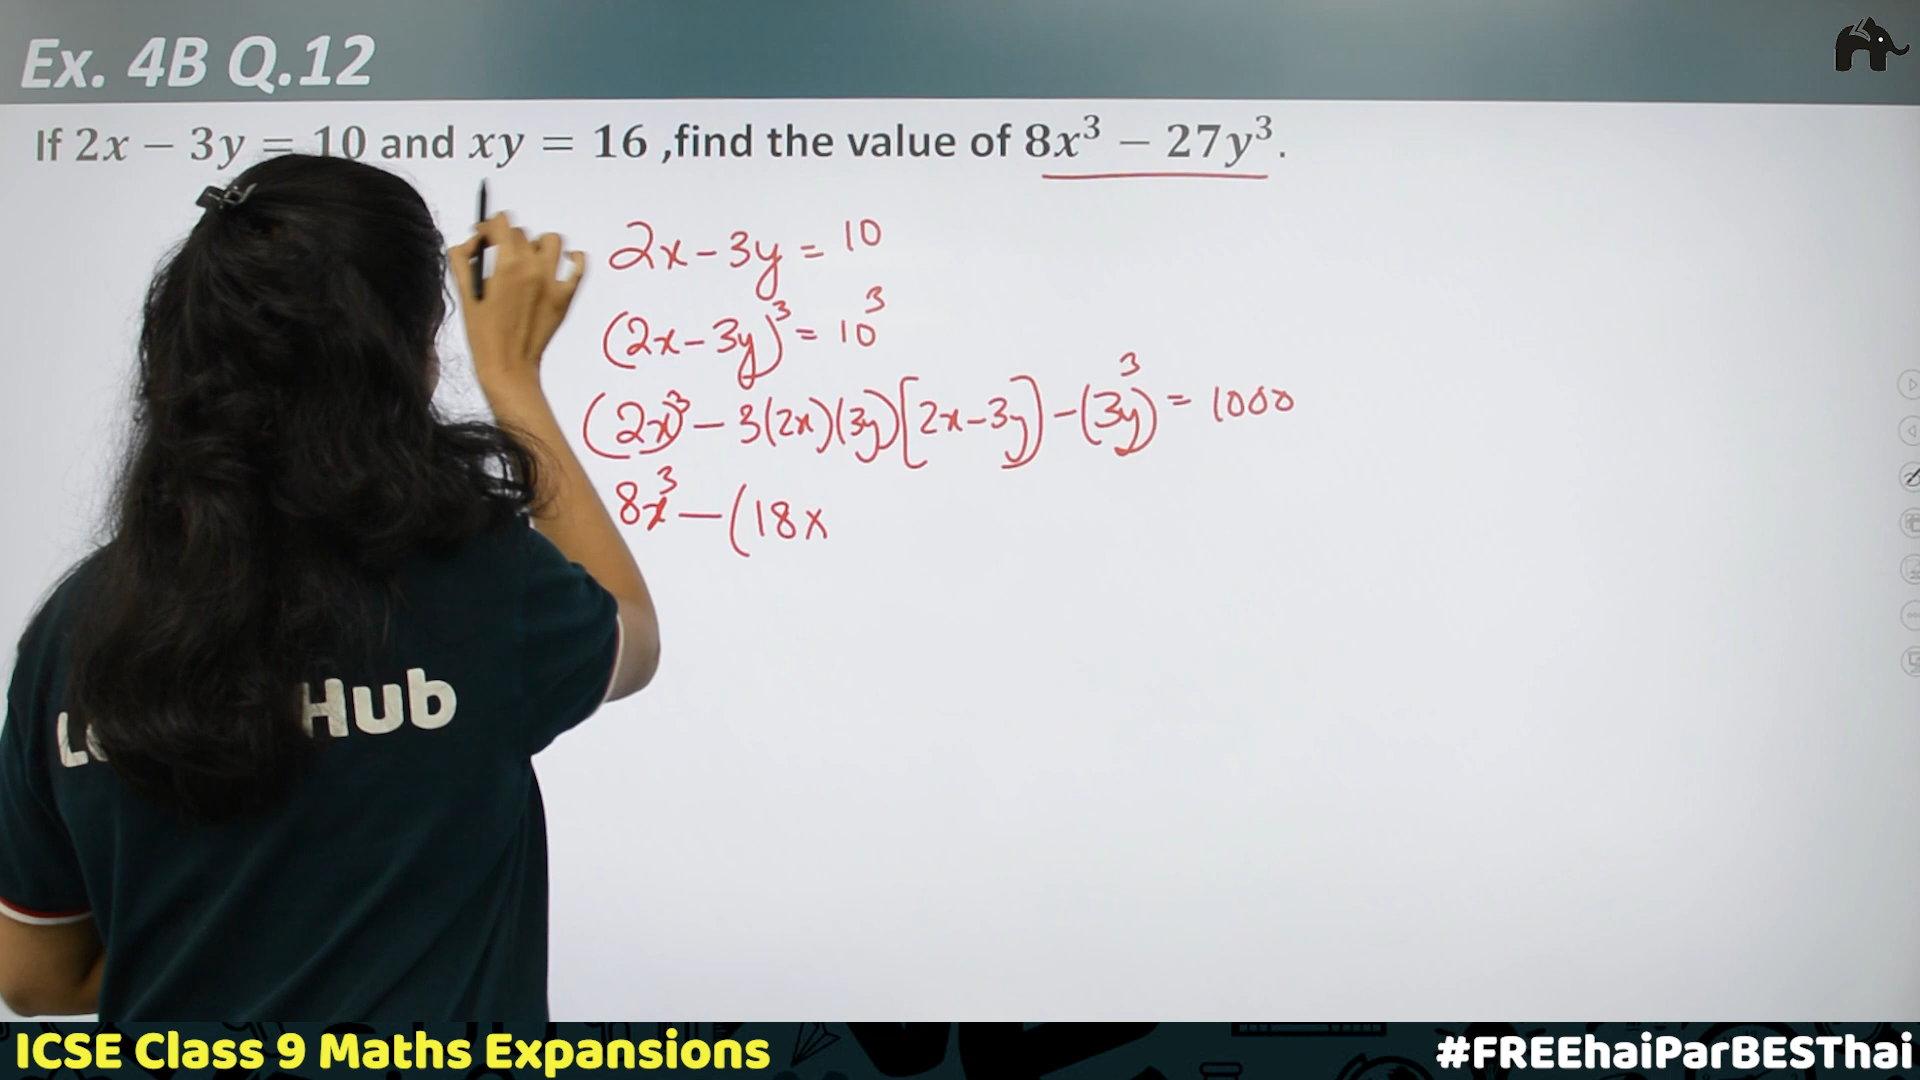 Ex. 4B Q.12
If 2x − 3y = 10 and xy = 16 ,find the value of 8x³ − 27y³.
2x − 3y = 10
(2x − 3y)³ = 10³
(2x)³ − 3(2x)(3y)[2x − 3y] − (3y)³ = 1000
8x³ − (18x
Hub
ICSE Class 9 Maths Expansions
#FREEhaiParBESThai